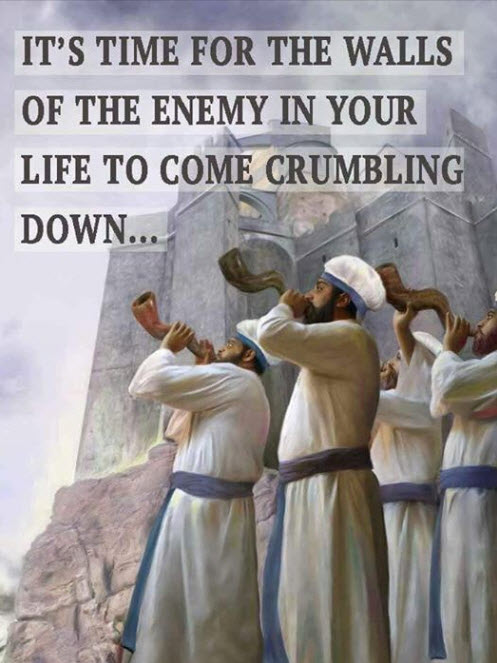 IT'S TIME FOR THE WALLS
OF THE ENEMY IN YOUR
LIFE TO COME CRUMBLING
DOWN...